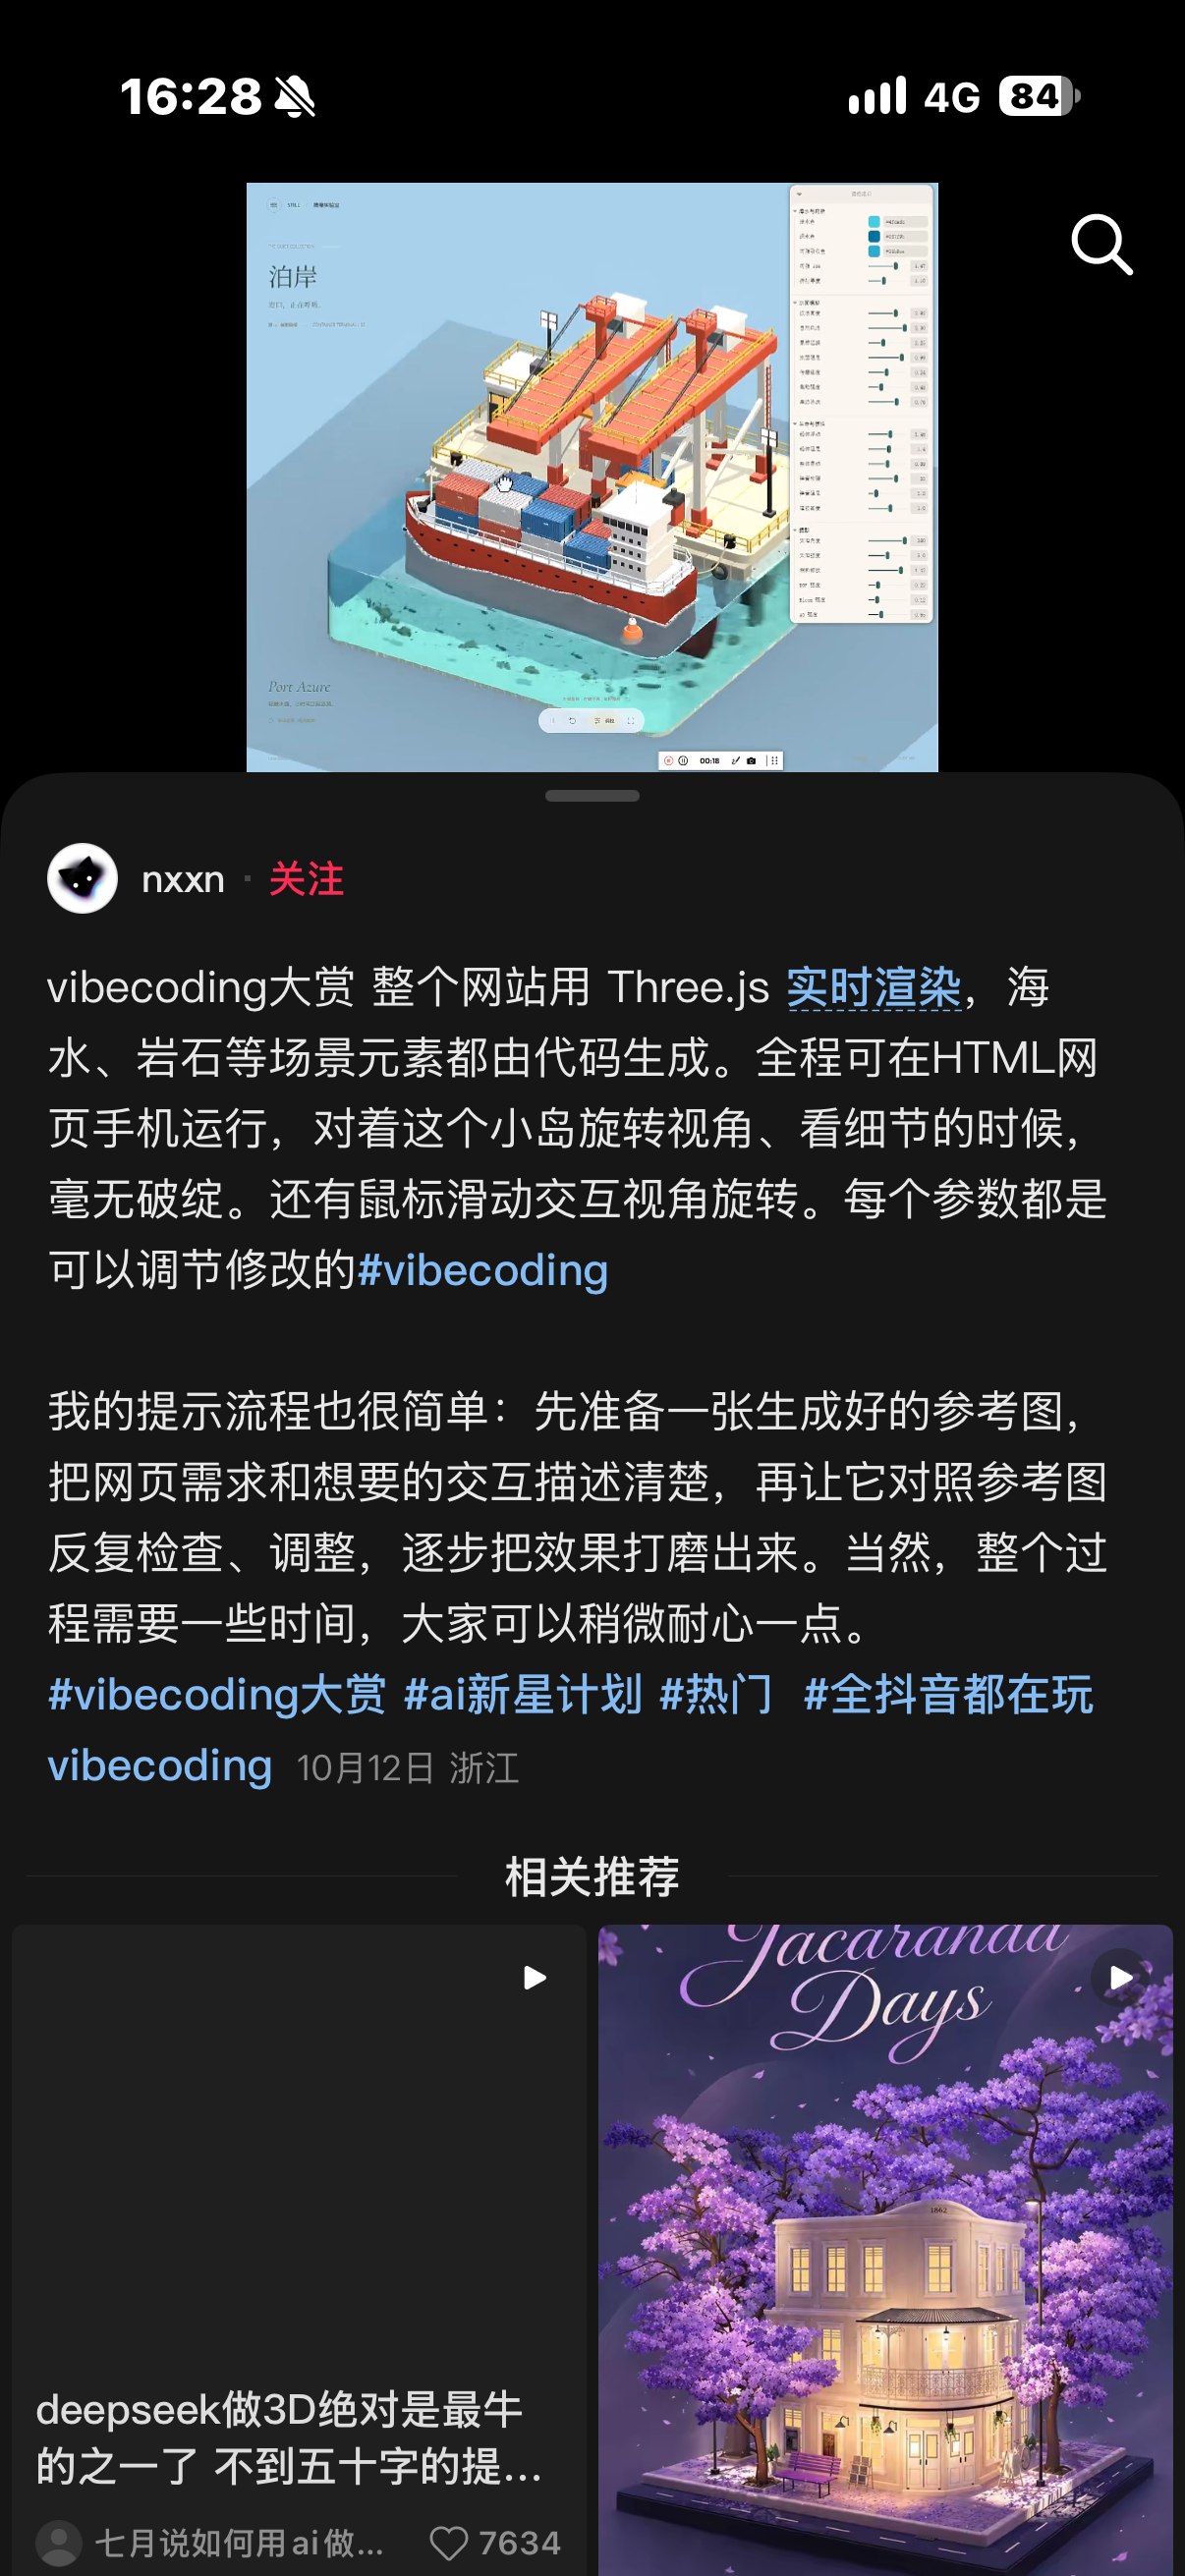 16:28
4G 84
泊岸
Port Azure
00:18
nxxn · 关注
vibecoding大赏 整个网站用 Three.js 实时渲染，海
水、岩石等场景元素都由代码生成。全程可在HTML网
页手机运行，对着这个小岛旋转视角、看细节的时候，
毫无破绽。还有鼠标滑动交互视角旋转。每个参数都是
可以调节修改的#vibecoding
我的提示流程也很简单：先准备一张生成好的参考图，
把网页需求和想要的交互描述清楚，再让它对照参考图
反复检查、调整，逐步把效果打磨出来。当然，整个过
程需要一些时间，大家可以稍微耐心一点。
#vibecoding大赏 #ai新星计划 #热门 #全抖音都在玩
vibecoding 10月12日 浙江
相关推荐
Jacaranda
Days
1862
deepseek做3D绝对是最牛
的之一了 不到五十字的提...
七月说如何用ai做... 7634